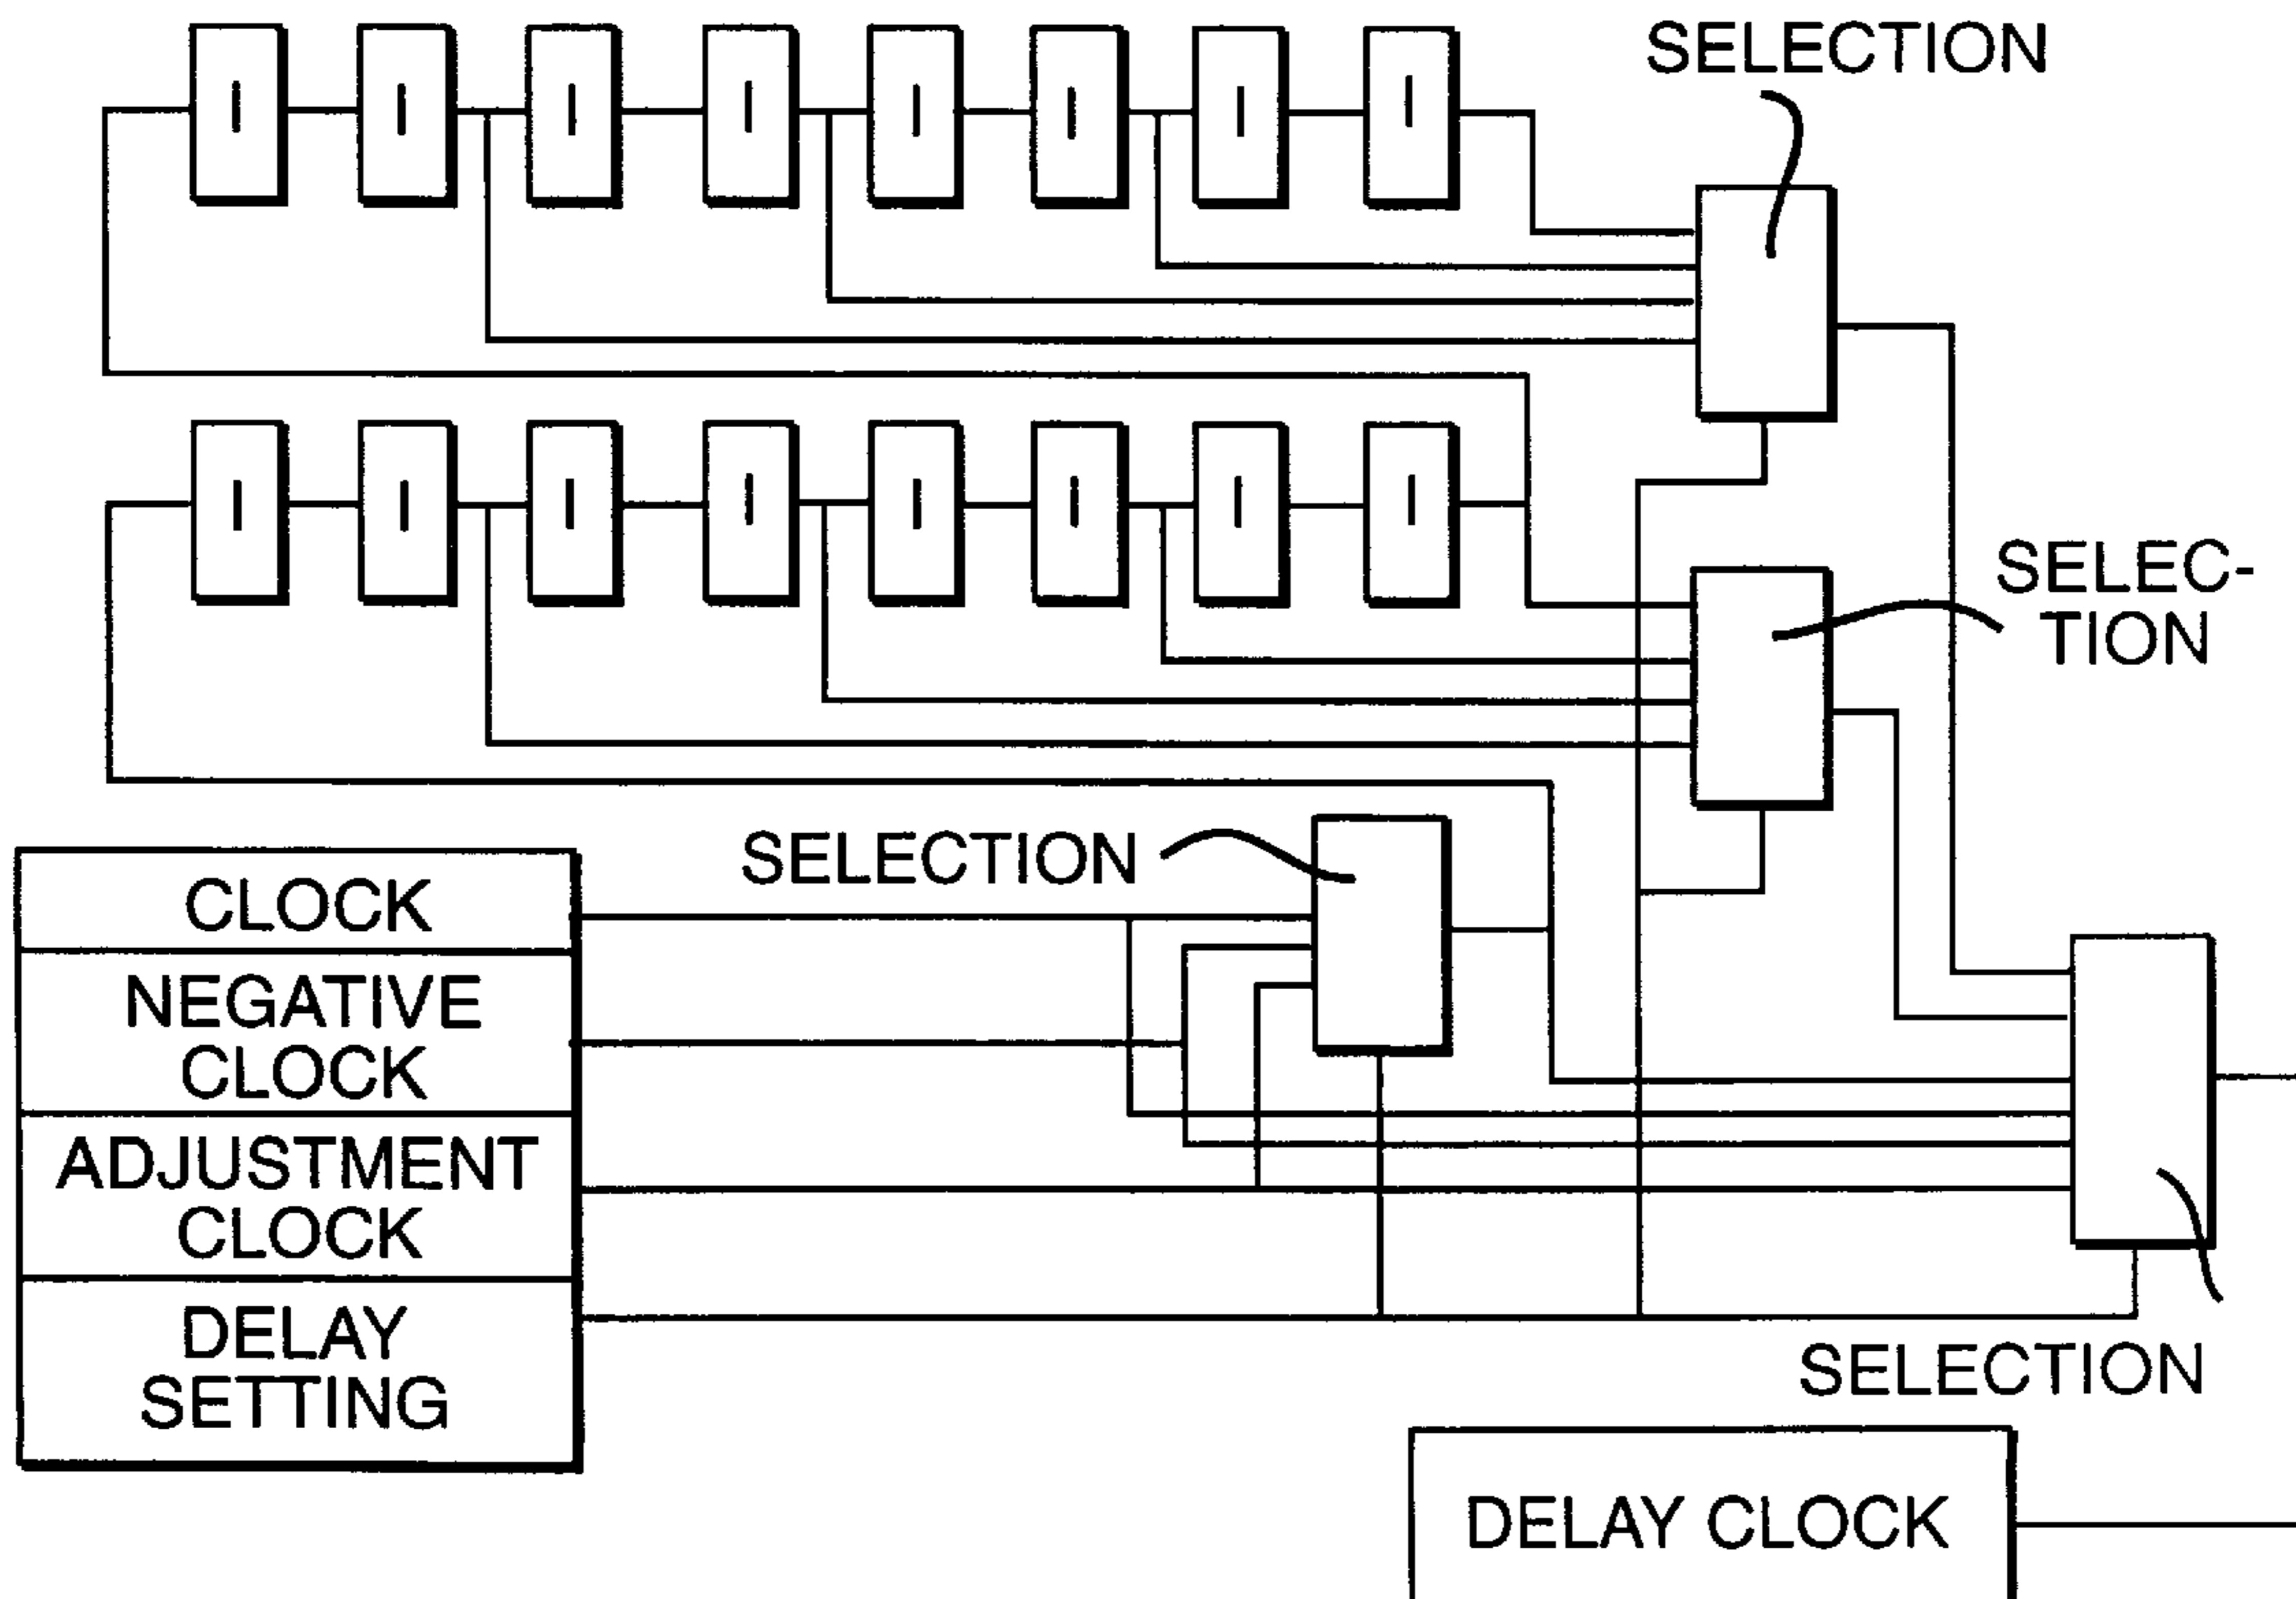 SELECTION
I I I I I I I I
I I I I I I I I
SELEC-
TION
SELECTION
CLOCK
NEGATIVE
CLOCK
ADJUSTMENT
CLOCK
DELAY
SETTING
SELECTION
DELAY CLOCK